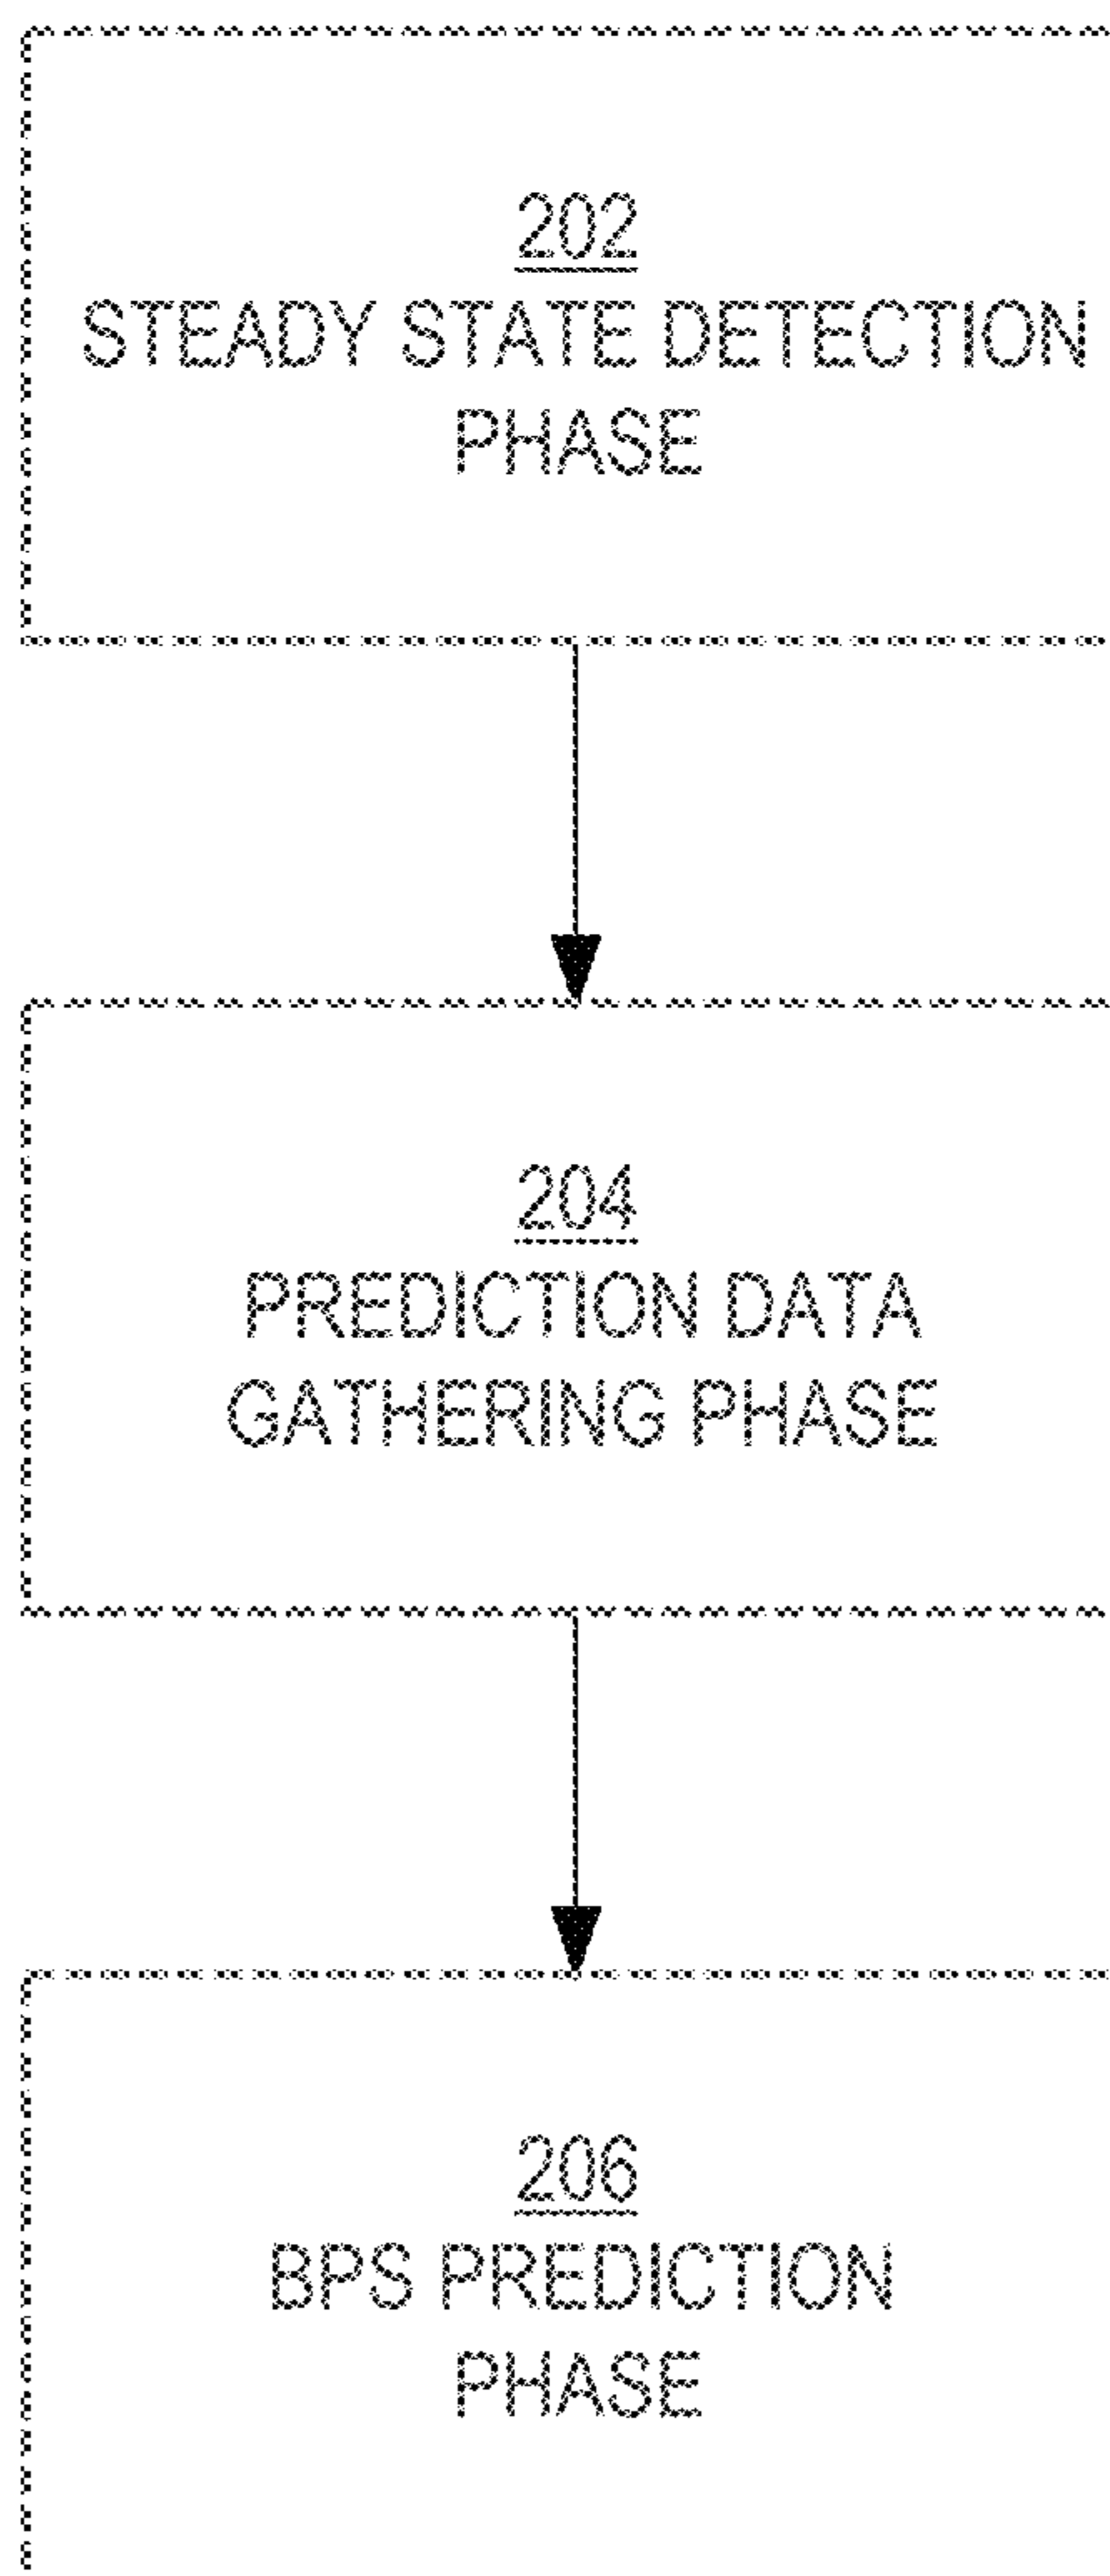 202
STEADY STATE DETECTION
PHASE
204
PREDICTION DATA
GATHERING PHASE
206
BPS PREDICTION
PHASE